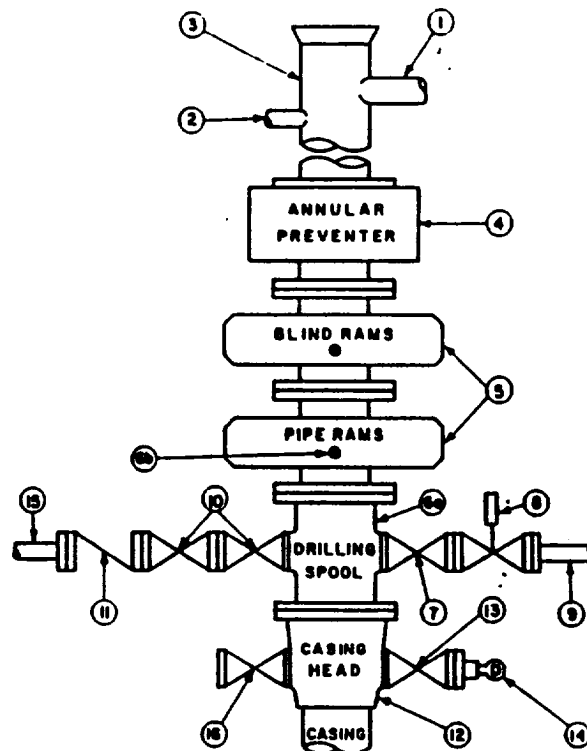 3
1
2
ANNULAR
PREVENTER
4
BLIND RAMS
5
PIPE RAMS
6b
6a
8
15
10
DRILLING
SPOOL
11
7
9
13
CASING
HEAD
16
12
14
CASING